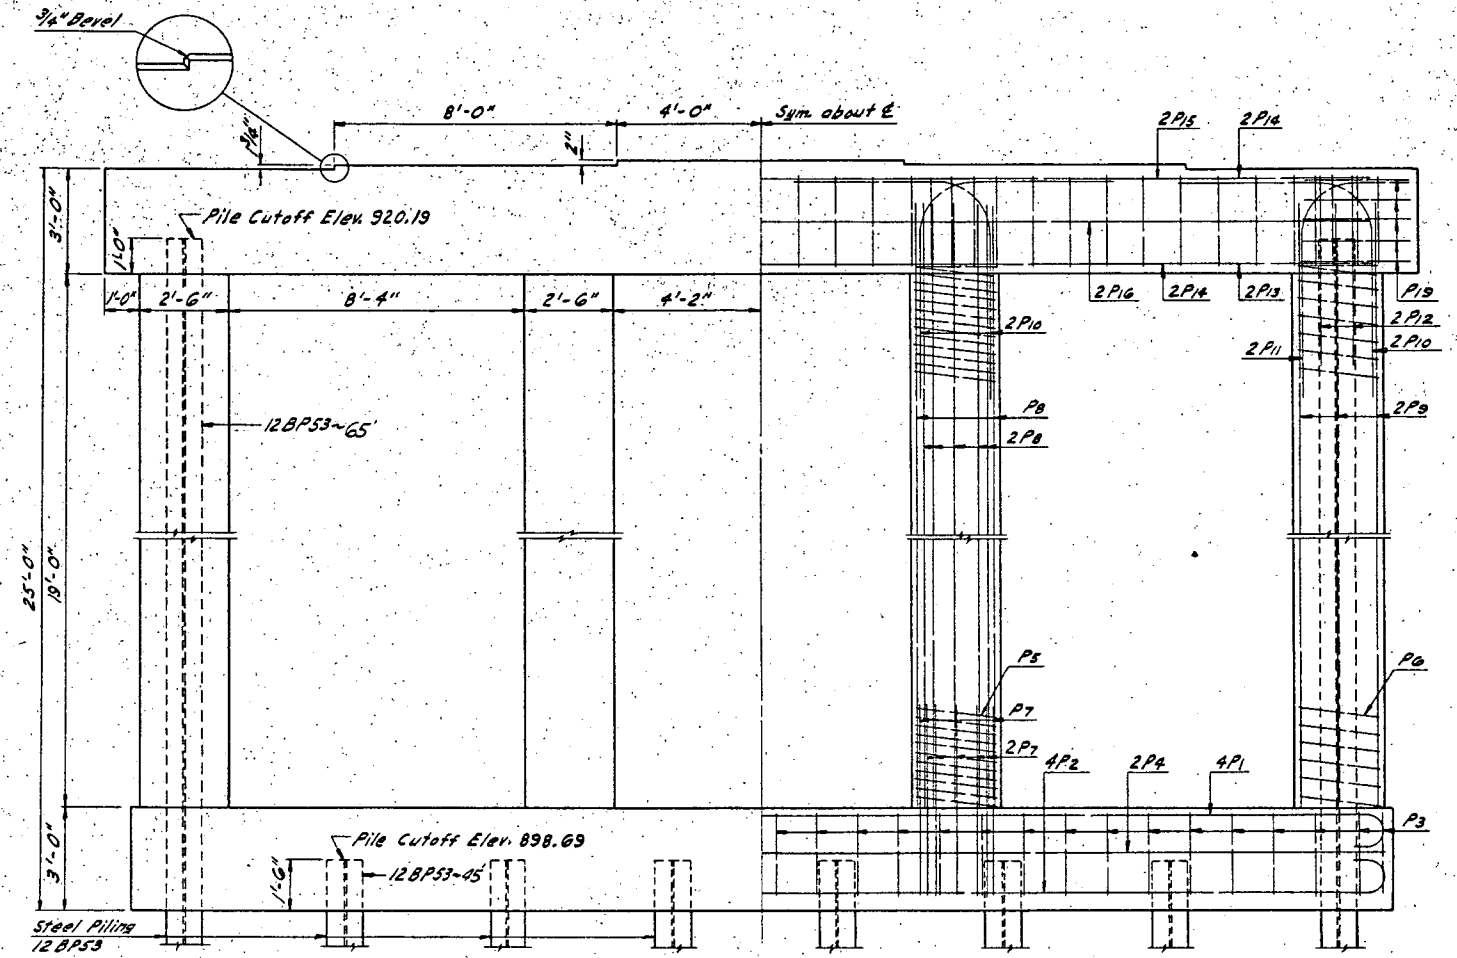 3/4" Bevel
8'-0"
4'-0"
Sym. about ℄
2P15
2P14
3/4"
2"
3'-0"
Pile Cutoff Elev. 920.19
1'-0"
1'-0"
2'-6"
8'-4"
2'-6"
4'-2"
2P16
2P14
2P13
P19
2P12
2P10
2P11
2P10
12BP53~65'
P8
2P9
2P8
25'-0"
19'-0"
P5
P6
P7
2P7
4P2
2P4
4P1
3'-0"
Pile Cutoff Elev. 898.69
P3
1'-6"
12BP53~45'
Steel Piling
12BP53